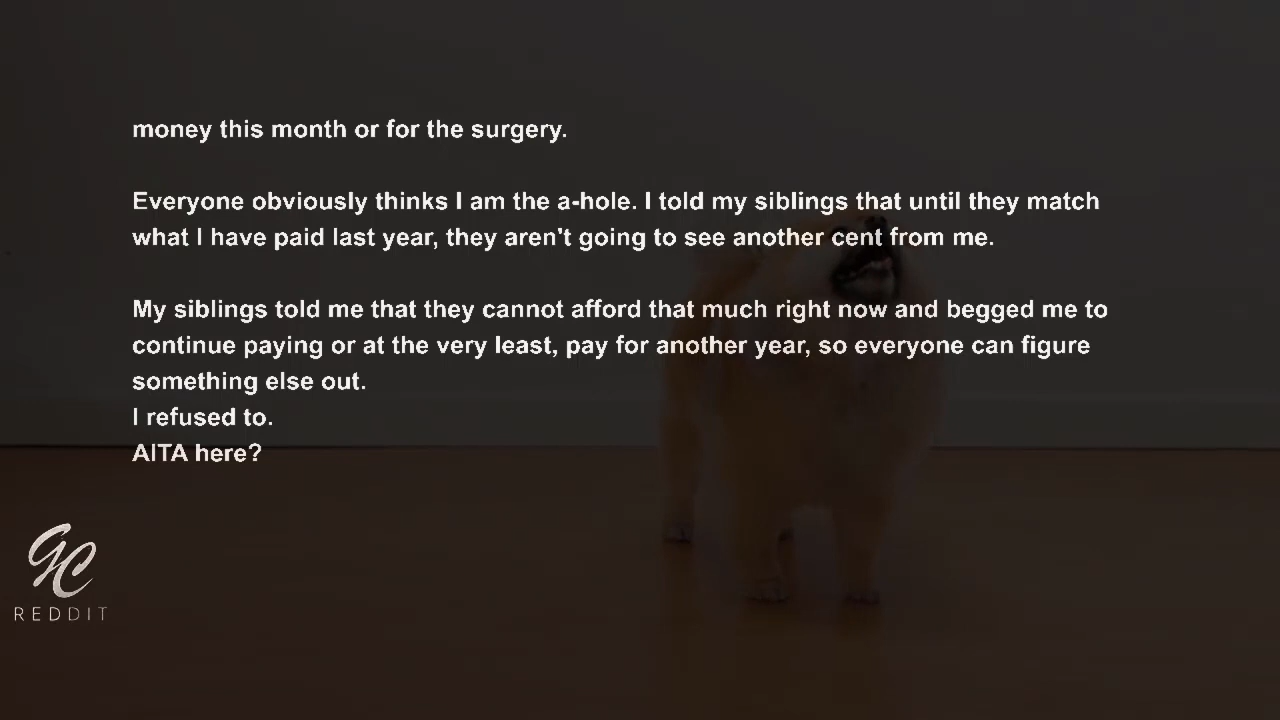 money this month or for the surgery.
Everyone obviously thinks I am the a-hole. I told my siblings that until they match
what I have paid last year, they aren't going to see another cent from me.
My siblings told me that they cannot afford that much right now and begged me to
continue paying or at the very least, pay for another year, so everyone can figure
something else out.
I refused to.
AITA here?
GC
REDDIT